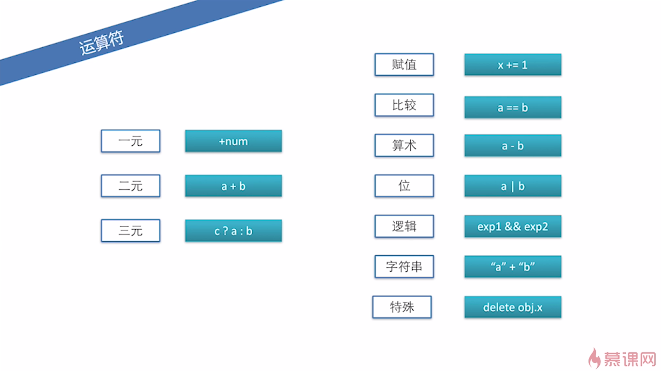 运算符
一元 +num
二元 a + b
三元 c ? a : b
赋值 x += 1
比较 a == b
算术 a - b
位 a | b
逻辑 exp1 && exp2
字符串 “a” + “b”
特殊 delete obj.x
慕课网